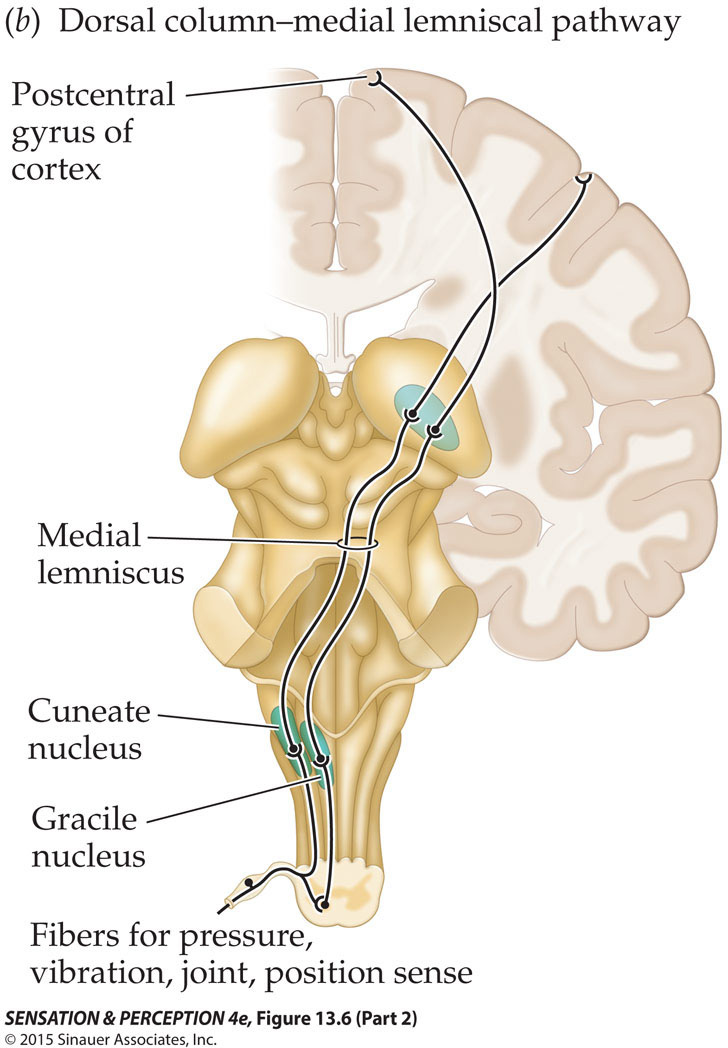 (b) Dorsal column–medial lemniscal pathway
Postcentral
gyrus of
cortex
Medial
lemniscus
Cuneate
nucleus
Gracile
nucleus
Fibers for pressure,
vibration, joint, position sense
SENSATION & PERCEPTION 4e, Figure 13.6 (Part 2)
© 2015 Sinauer Associates, Inc.